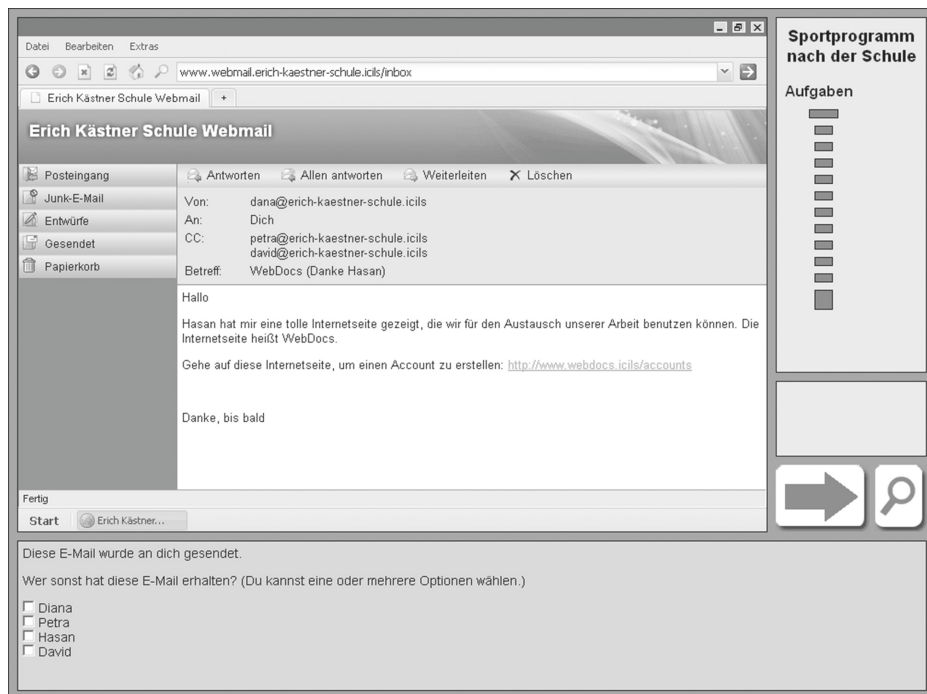 Datei Bearbeiten Extras
www.webmail.erich-kaestner-schule.icils/inbox
Erich Kästner Schule Webmail +
Erich Kästner Schule Webmail
Posteingang
Junk-E-Mail
Entwürfe
Gesendet
Papierkorb
Antworten Allen antworten Weiterleiten Löschen
Von: dana@erich-kaestner-schule.icils
An: Dich
CC: petra@erich-kaestner-schule.icils
david@erich-kaestner-schule.icils
Betreff: WebDocs (Danke Hasan)
Hallo
Hasan hat mir eine tolle Internetseite gezeigt, die wir für den Austausch unserer Arbeit benutzen können. Die
Internetseite heißt WebDocs.
Gehe auf diese Internetseite, um einen Account zu erstellen: http://www.webdocs.icils/accounts
Danke, bis bald
Fertig
Start Erich Kästner...
Sportprogramm
nach der Schule
Aufgaben
Diese E-Mail wurde an dich gesendet.
Wer sonst hat diese E-Mail erhalten? (Du kannst eine oder mehrere Optionen wählen.)
Diana
Petra
Hasan
David